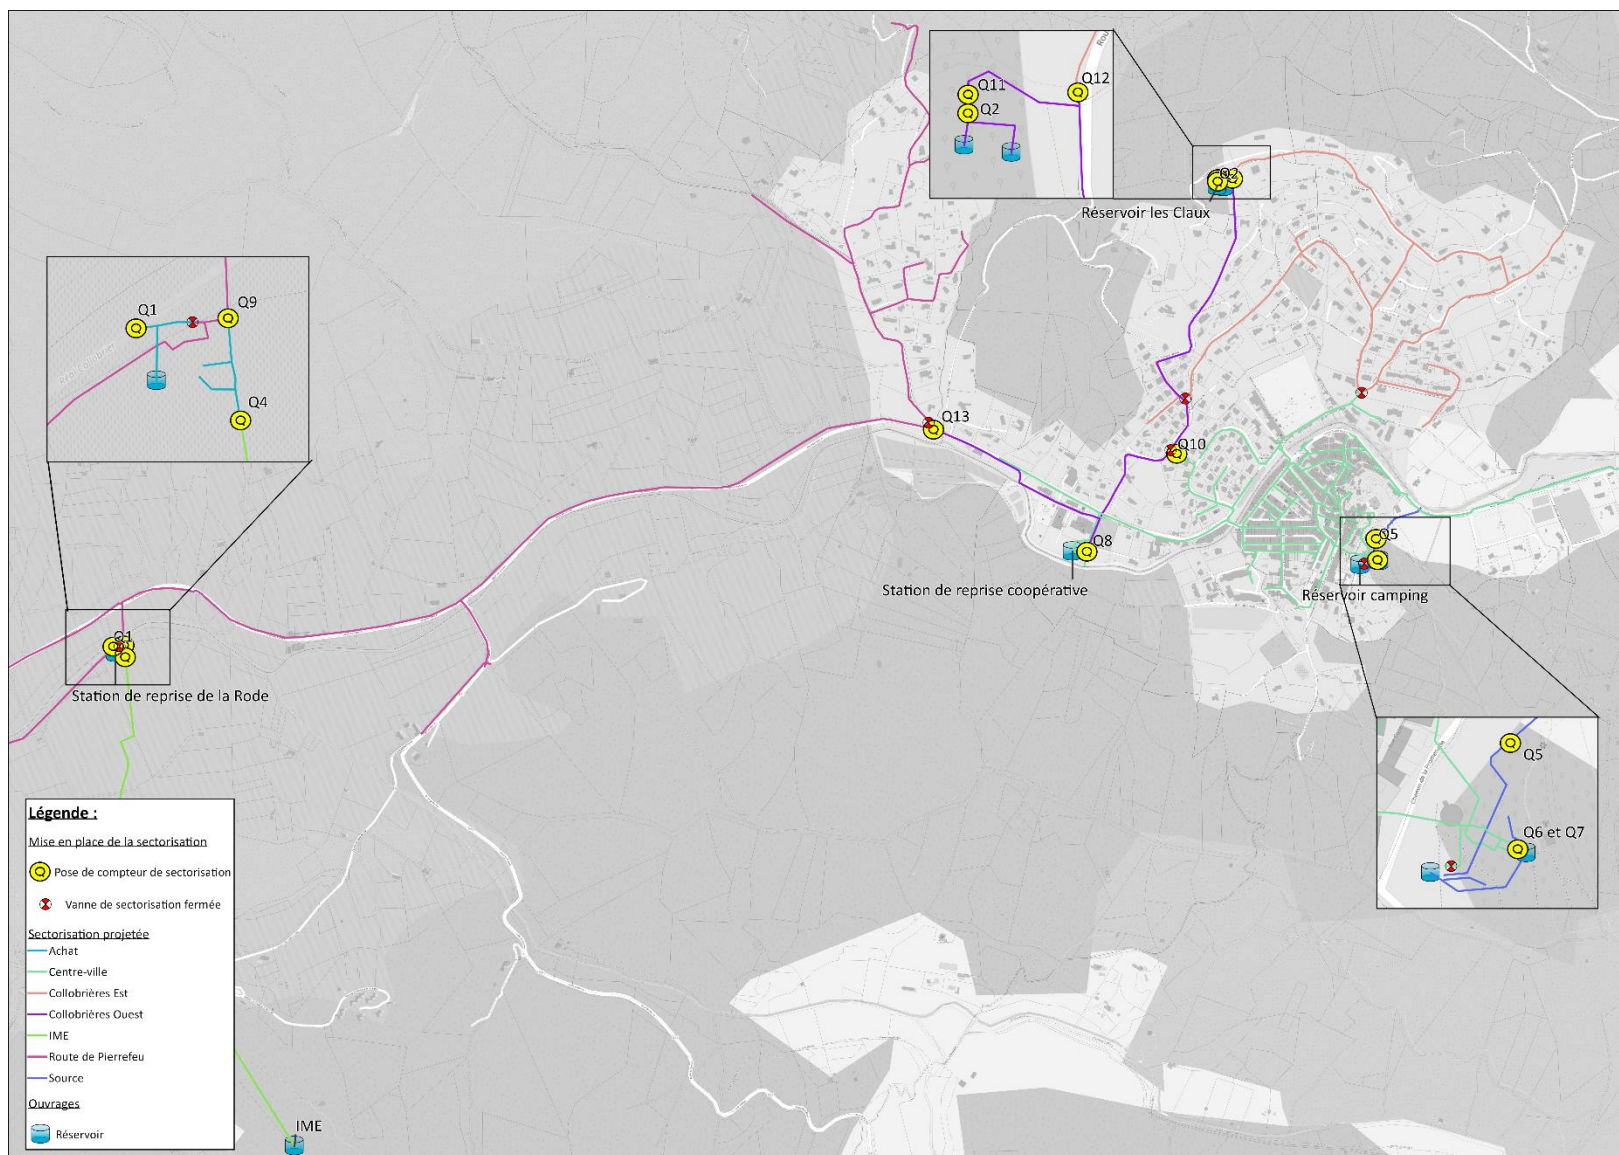 Q11
Q2
Q12
Rou
Q2
Réservoir les Claux
Q1
Q9
Q4
Q13
Q10
Q8
Station de reprise coopérative
Q5
Réservoir camping
Q1
Station de reprise de la Rode
Q5
Q6 et Q7
Légende :
Mise en place de la sectorisation
Q Pose de compteur de sectorisation
Vanne de sectorisation fermée
Sectorisation projetée
Achat
Centre-ville
Collobrières Est
Collobrières Ouest
IME
Route de Pierrefeu
Source
Ouvrages
Réservoir
IME